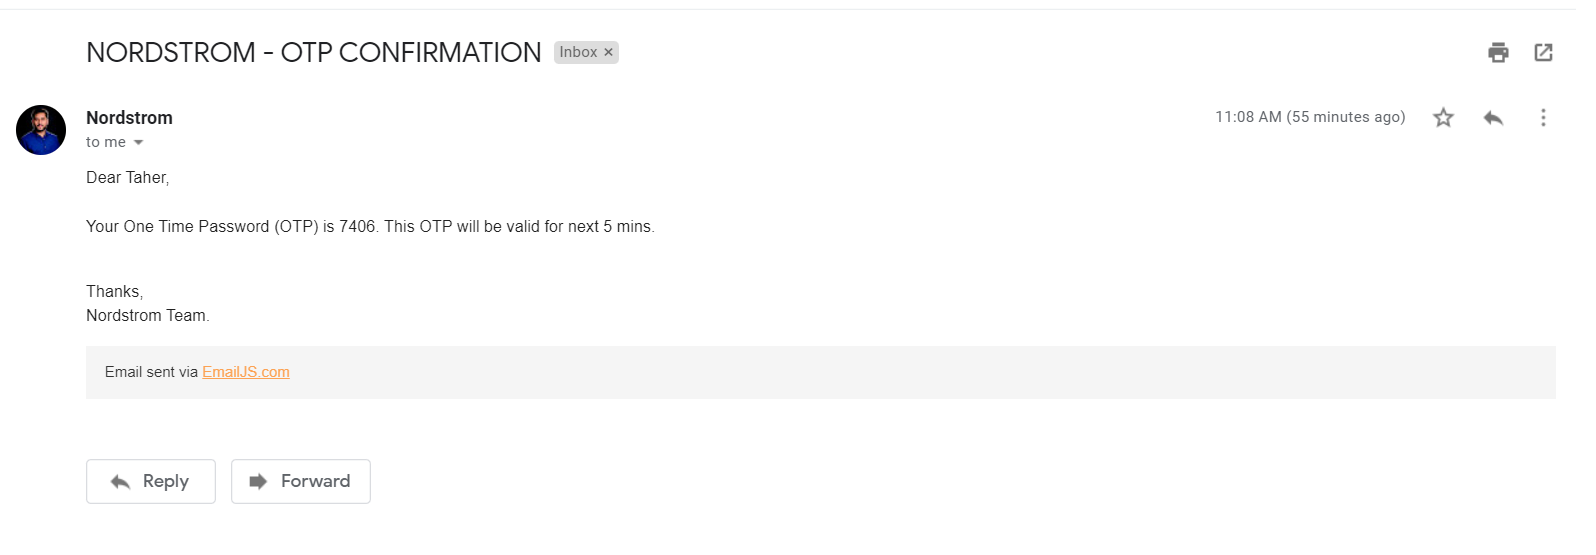 NORDSTROM - OTP CONFIRMATION Inbox ×
Nordstrom 11:08 AM (55 minutes ago)
to me
Dear Taher,
Your One Time Password (OTP) is 7406. This OTP will be valid for next 5 mins.
Thanks,
Nordstrom Team.
Email sent via EmailJS.com
Reply Forward